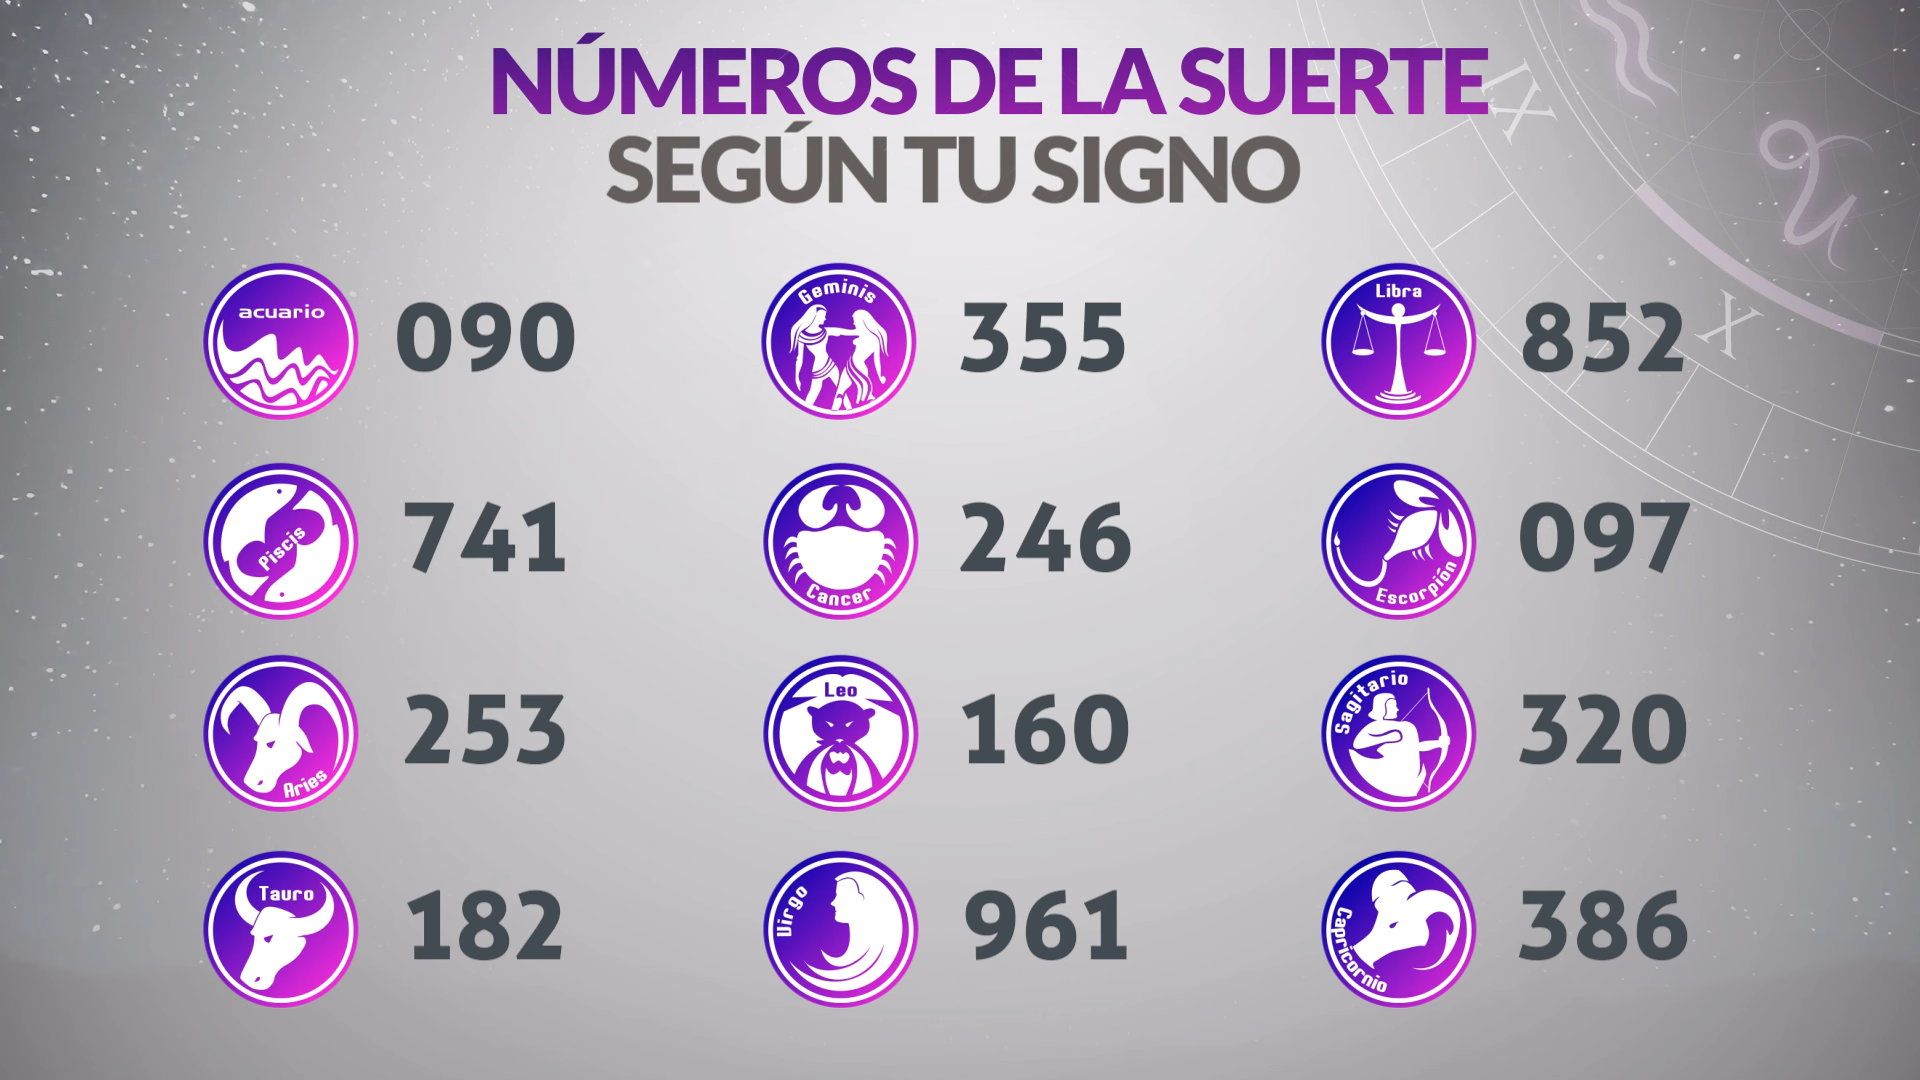 NÚMEROS DE LA SUERTE
SEGÚN TU SIGNO
acuario 090
Geminis 355
Libra 852
Piscis 741
Cancer 246
Escorpión 097
Aries 253
Leo 160
Sagitario 320
Tauro 182
Virgo 961
Capricornio 386